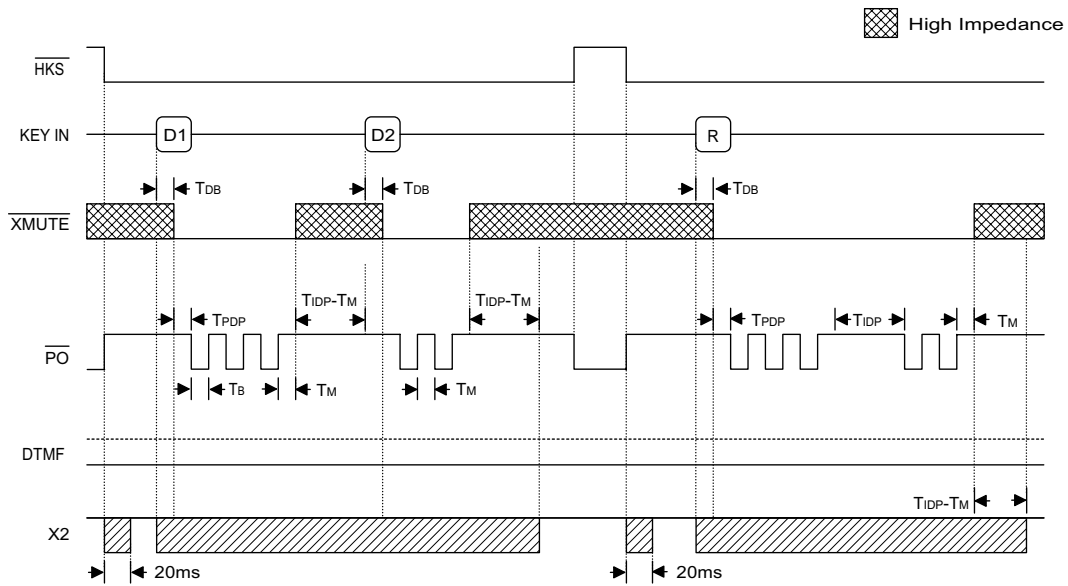 High Impedance
HKS
KEY IN
D1
D2
R
TDB
TDB
TDB
XMUTE
TIDP-TM
TIDP-TM
TPDP
TPDP
TIDP
TM
PO
TB
TM
TM
DTMF
TIDP-TM
X2
20ms
20ms